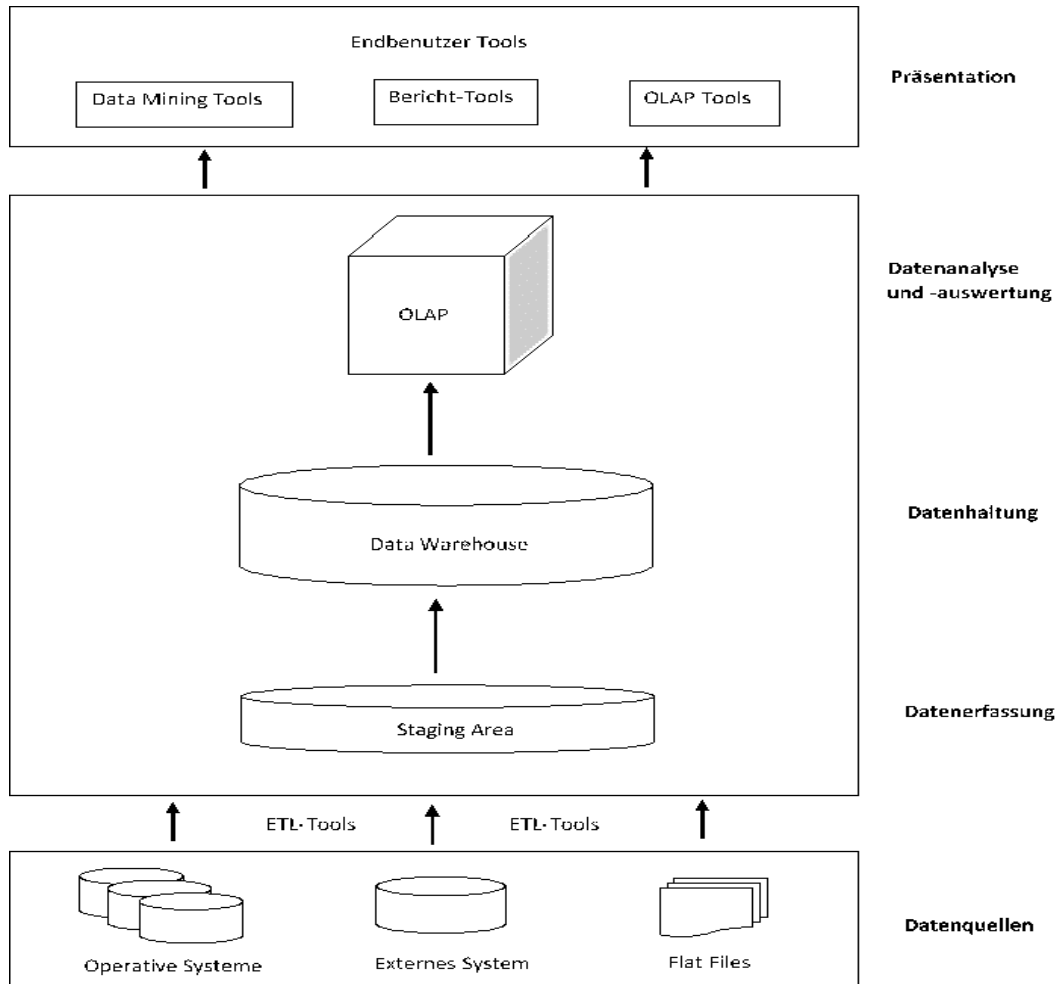 Endbenutzer Tools
Präsentation
Data Mining Tools
Bericht-Tools
OLAP Tools
Datenanalyse
und -auswertung
OLAP
Datenhaltung
Data Warehouse
Datenerfassung
Staging Area
ETL-Tools
ETL-Tools
Datenquellen
Operative Systeme
Externes System
Flat Files